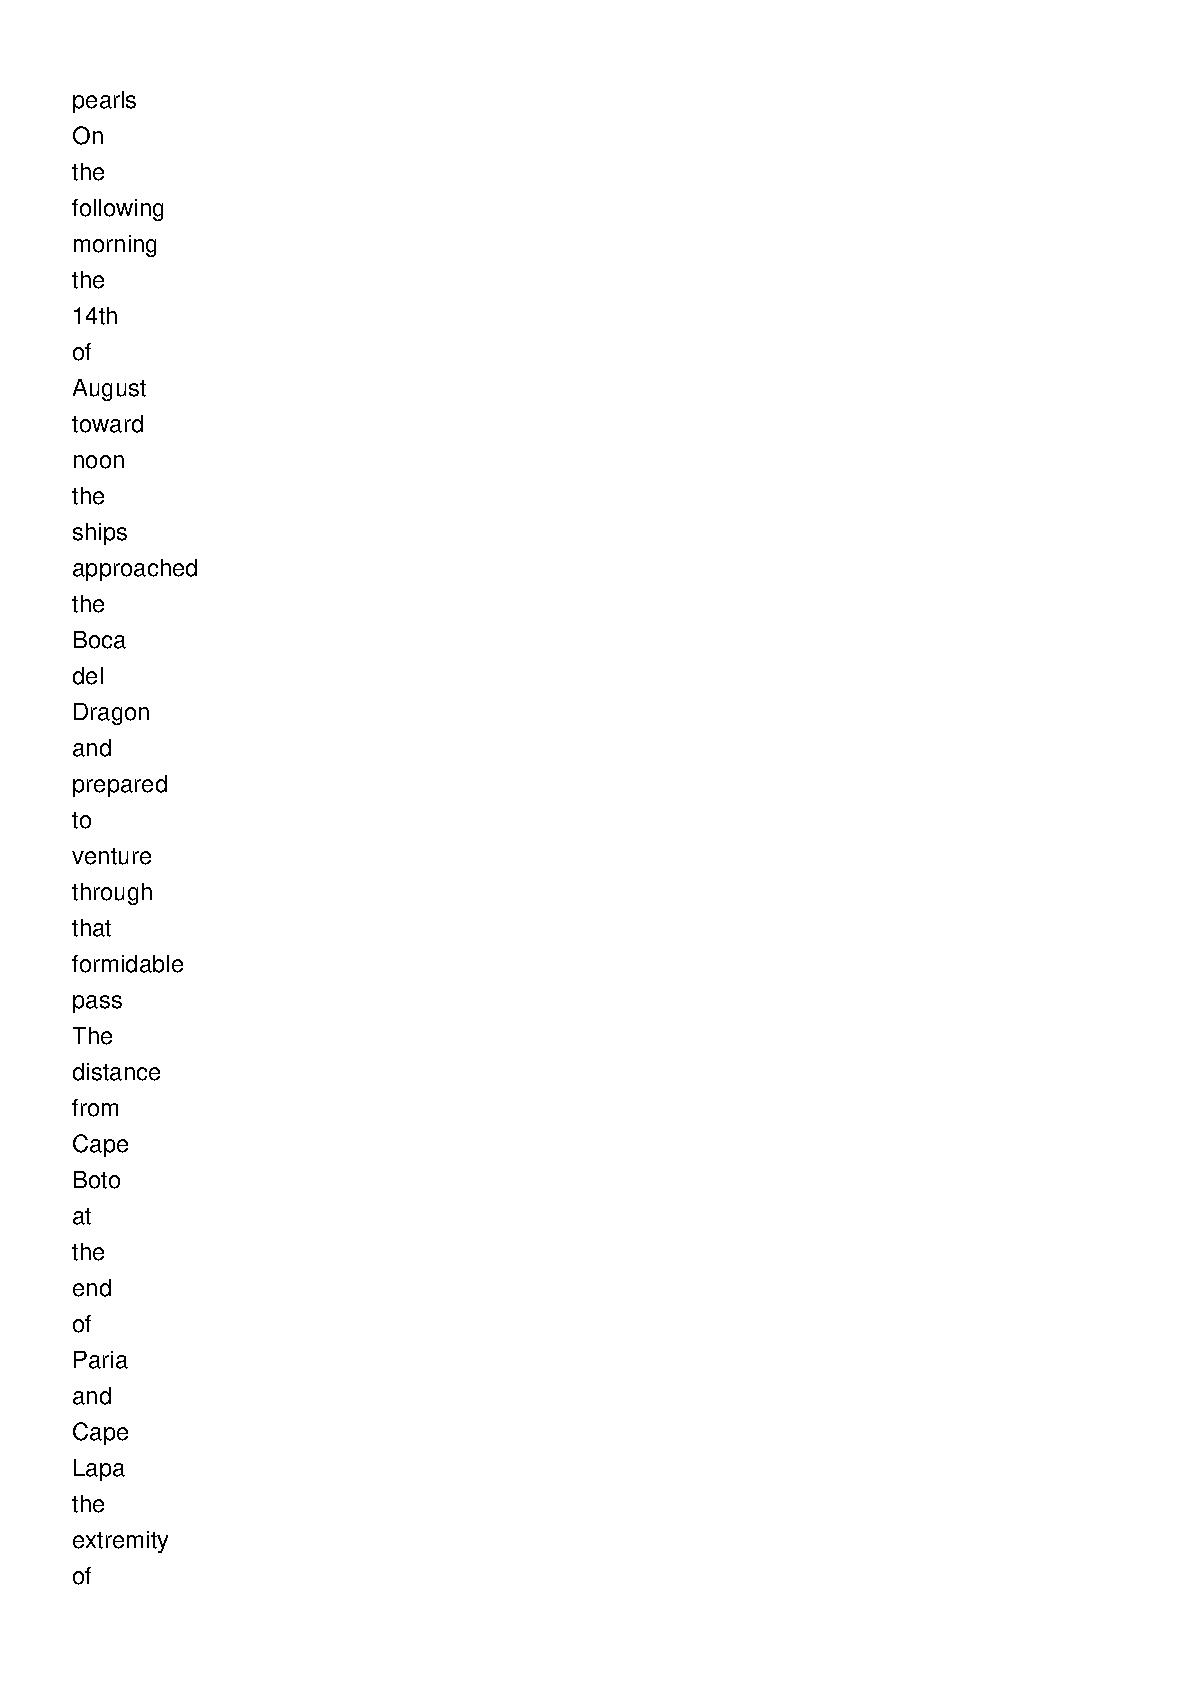 pearls
On
the
following
morning
the
14th
of
August
toward
noon
the
ships
approached
the
Boca
del
Dragon
and
prepared
to
venture
through
that
formidable
pass
The
distance
from
Cape
Boto
at
the
end
of
Paria
and
Cape
Lapa
the
extremity
of